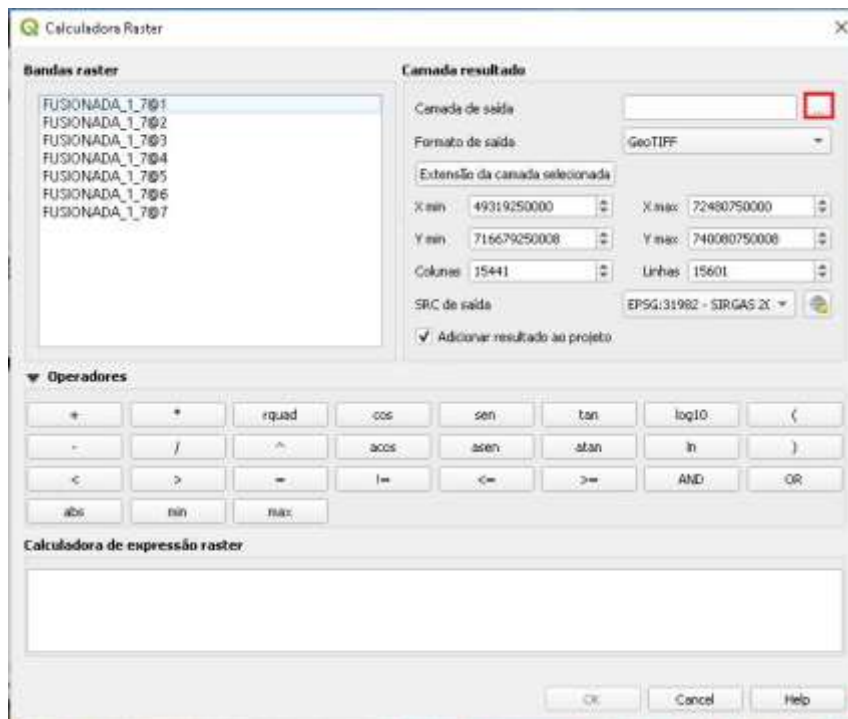 Calculadora Raster
Bandas raster
FUSIONADA_1_7@1
FUSIONADA_1_7@2
FUSIONADA_1_7@3
FUSIONADA_1_7@4
FUSIONADA_1_7@5
FUSIONADA_1_7@6
FUSIONADA_1_7@7
Camada resultado
Camada de saída ...
Formato de saída GeoTIFF
Extensão da camada selecionada
X min 49319250000 X max 72480750000
Y min 716679250008 Y max 740080750008
Colunas 15441 Linhas 15601
SRC de saída EPSG:31982 - SIRGAS 2(
✓ Adicionar resultado ao projeto
▼ Operadores
+ * rquad cos sen tan log10 (
- / ^ acos asen atan ln )
< > = != <= >= AND OR
abs min max
Calculadora de expressão raster
OK Cancel Help